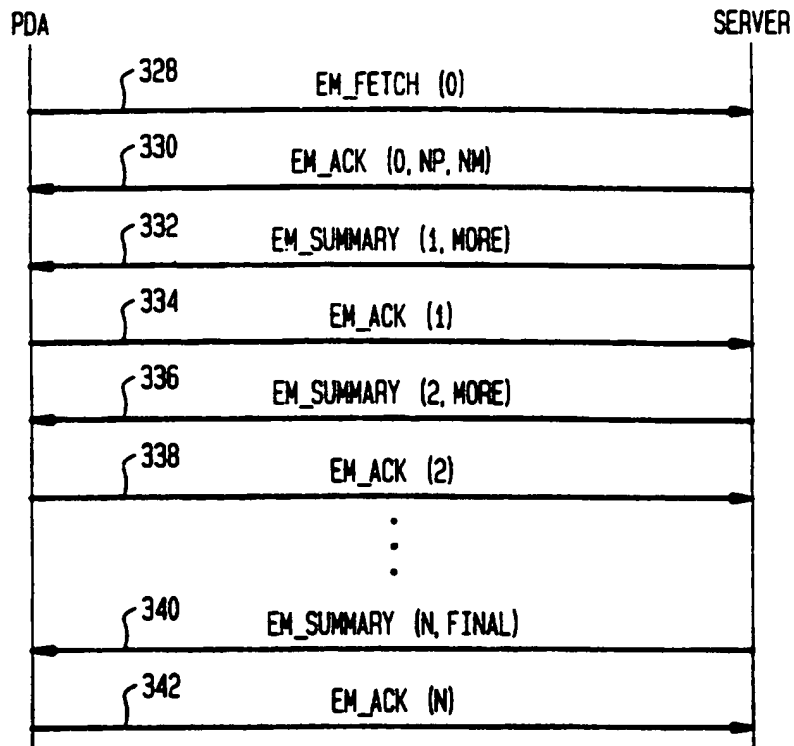 PDA SERVER
328 EM_FETCH (0)
330 EM_ACK (0, NP, NM)
332 EM_SUMMARY (1, MORE)
334 EM_ACK (1)
336 EM_SUMMARY (2, MORE)
338 EM_ACK (2)
340 EM_SUMMARY (N, FINAL)
342 EM_ACK (N)